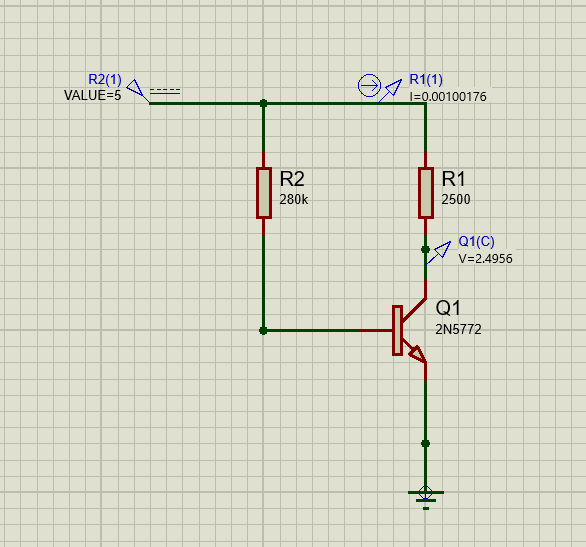 R2(1)
VALUE=5
R1(1)
I=0.00100176
R2
280k
R1
2500
Q1(C)
V=2.4956
Q1
2N5772